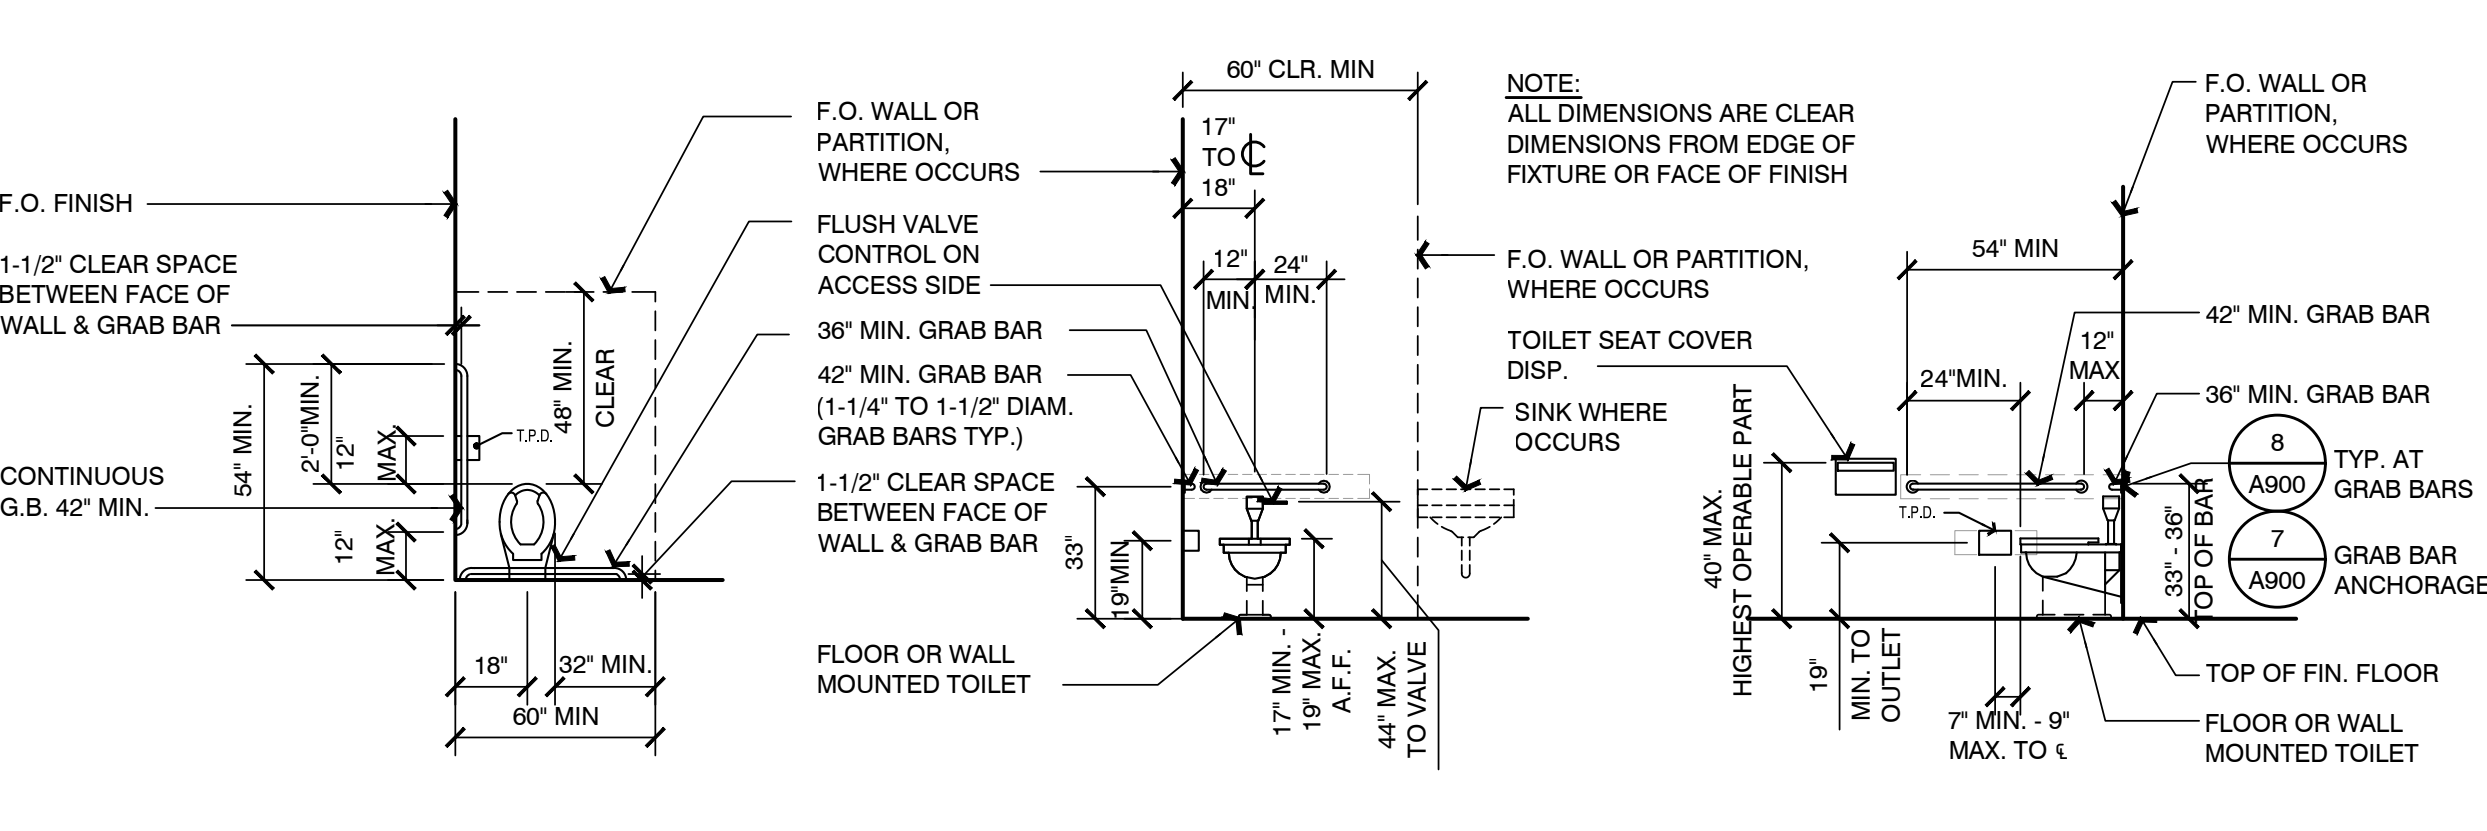 F.O. FINISH
1-1/2" CLEAR SPACE
BETWEEN FACE OF
WALL & GRAB BAR
CONTINUOUS
G.B. 42" MIN.
54" MIN.
2'-0"MIN.
12"
MAX.
12"
MAX.
T.P.D.
48" MIN.
CLEAR
18"
32" MIN.
60" MIN
F.O. WALL OR
PARTITION,
WHERE OCCURS
FLUSH VALVE
CONTROL ON
ACCESS SIDE
36" MIN. GRAB BAR
42" MIN. GRAB BAR
(1-1/4" TO 1-1/2" DIAM.
GRAB BARS TYP.)
1-1/2" CLEAR SPACE
BETWEEN FACE OF
WALL & GRAB BAR
FLOOR OR WALL
MOUNTED TOILET
60" CLR. MIN
17"
TO ℄
18"
12"
MIN.
24"
MIN.
33"
19"MIN
17" MIN. -
19" MAX.
A.F.F.
44" MAX.
TO VALVE
NOTE:
ALL DIMENSIONS ARE CLEAR
DIMENSIONS FROM EDGE OF
FIXTURE OR FACE OF FINISH
F.O. WALL OR PARTITION,
WHERE OCCURS
TOILET SEAT COVER
DISP.
SINK WHERE
OCCURS
40" MAX.
HIGHEST OPERABLE PART
19"
MIN. TO
OUTLET
54" MIN
24"MIN.
12"
MAX
T.P.D.
7" MIN. - 9"
MAX. TO ℄
33" - 36"
TOP OF BAR
F.O. WALL OR
PARTITION,
WHERE OCCURS
42" MIN. GRAB BAR
36" MIN. GRAB BAR
8
A900
TYP. AT
GRAB BARS
7
A900
GRAB BAR
ANCHORAGE
TOP OF FIN. FLOOR
FLOOR OR WALL
MOUNTED TOILET